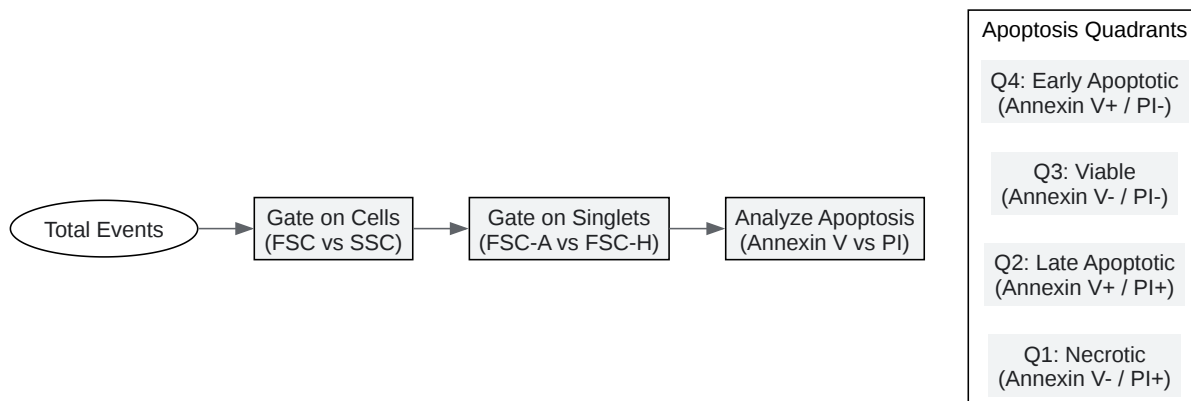 Total Events
Gate on Cells
(FSC vs SSC)
Gate on Singlets
(FSC-A vs FSC-H)
Analyze Apoptosis
(Annexin V vs PI)
Apoptosis Quadrants
Q4: Early Apoptotic
(Annexin V+ / PI-)
Q3: Viable
(Annexin V- / PI-)
Q2: Late Apoptotic
(Annexin V+ / PI+)
Q1: Necrotic
(Annexin V- / PI+)